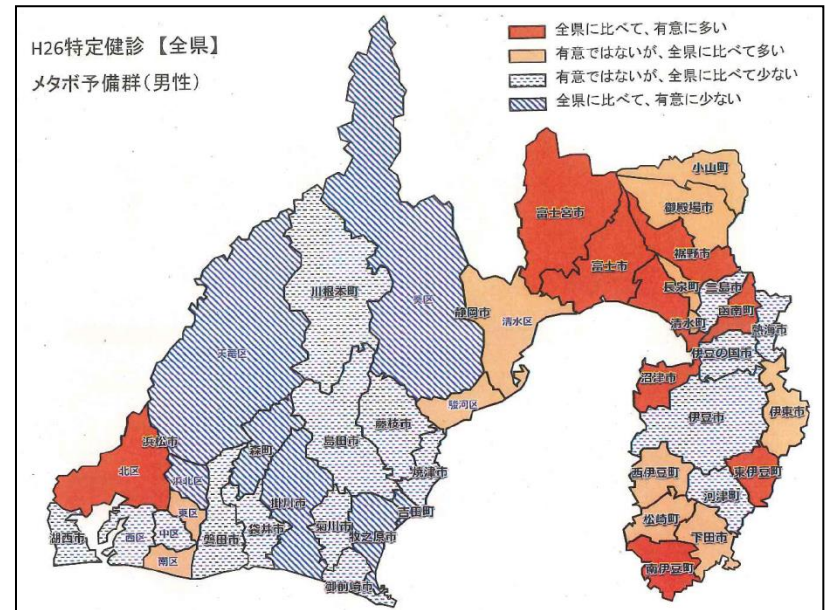 H26特定健診 【全県】
メタボ予備群(男性)
全県に比べて、有意に多い
有意ではないが、全県に比べて多い
有意ではないが、全県に比べて少ない
全県に比べて、有意に少ない
小山町
御殿場市
富士宮市
裾野市
富士市
長泉町
三島市
函南町
清水町
熱海市
伊豆の国市
沼津市
伊豆市
伊東市
西伊豆町
東伊豆町
河津町
松崎町
下田市
南伊豆町
川根本町
葵区
静岡市
清水区
駿河区
天竜区
藤枝市
島田市
焼津市
浜松市
森町
北区
浜北区
掛川市
吉田町
東区
湖西市
西区
中区
磐田市
袋井市
菊川市
牧之原市
南区
御前崎市